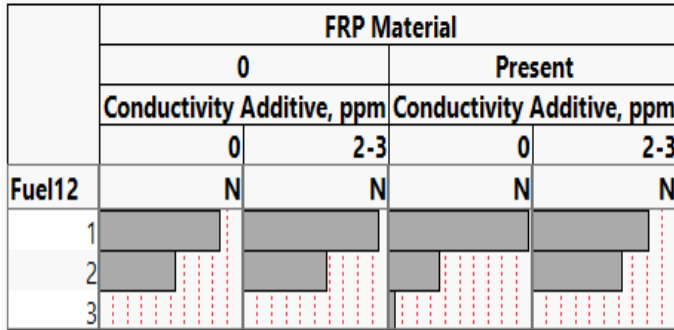 FRP Material
0 Present
Conductivity Additive, ppm Conductivity Additive, ppm
0 2-3 0 2-3
Fuel12 N N N N
1
2
3